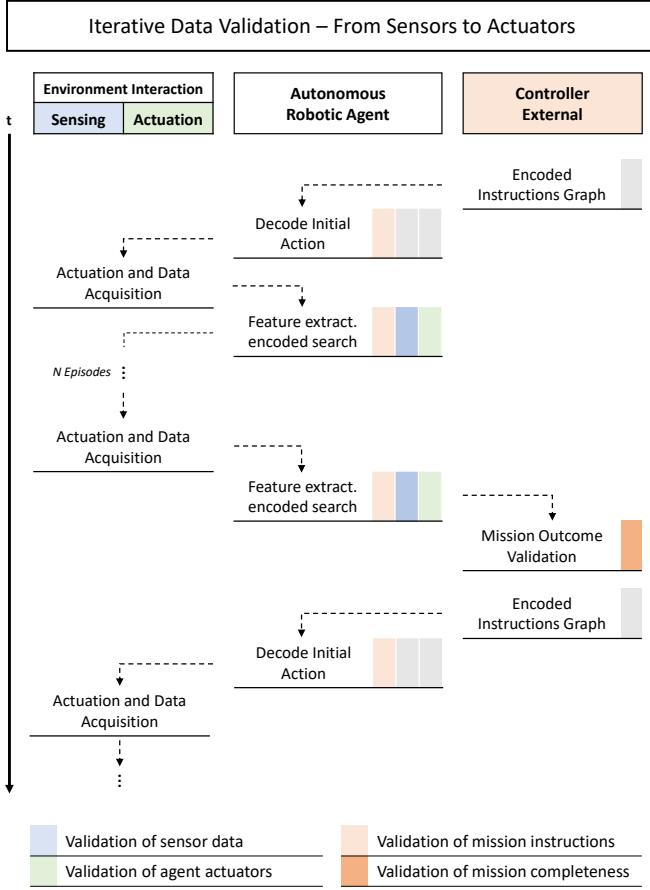 Iterative Data Validation – From Sensors to Actuators
Environment Interaction
Sensing
Actuation
Autonomous
Robotic Agent
Controller
External
t
Encoded
Instructions Graph
Decode Initial
Action
Actuation and Data
Acquisition
Feature extract.
encoded search
N Episodes
Actuation and Data
Acquisition
Feature extract.
encoded search
Mission Outcome
Validation
Encoded
Instructions Graph
Decode Initial
Action
Actuation and Data
Acquisition
Validation of sensor data
Validation of mission instructions
Validation of agent actuators
Validation of mission completeness